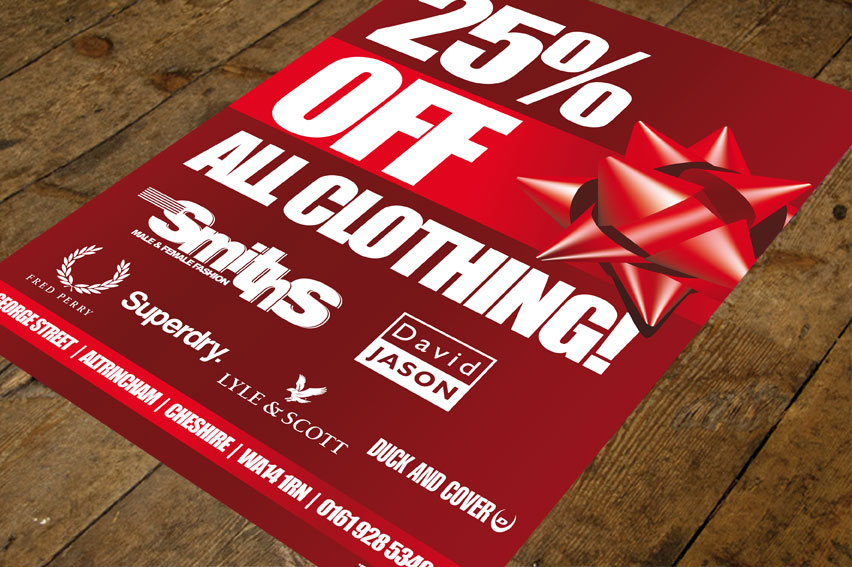 25%
OFF
ALL CLOTHING!
Smiths
MALE & FEMALE FASHION
David
JASON
FRED PERRY
Superdry.
LYLE & SCOTT
DUCK AND COVER
GEORGE STREET | ALTRINCHAM | CHESHIRE | WA14 1RN | 0161 928 5340